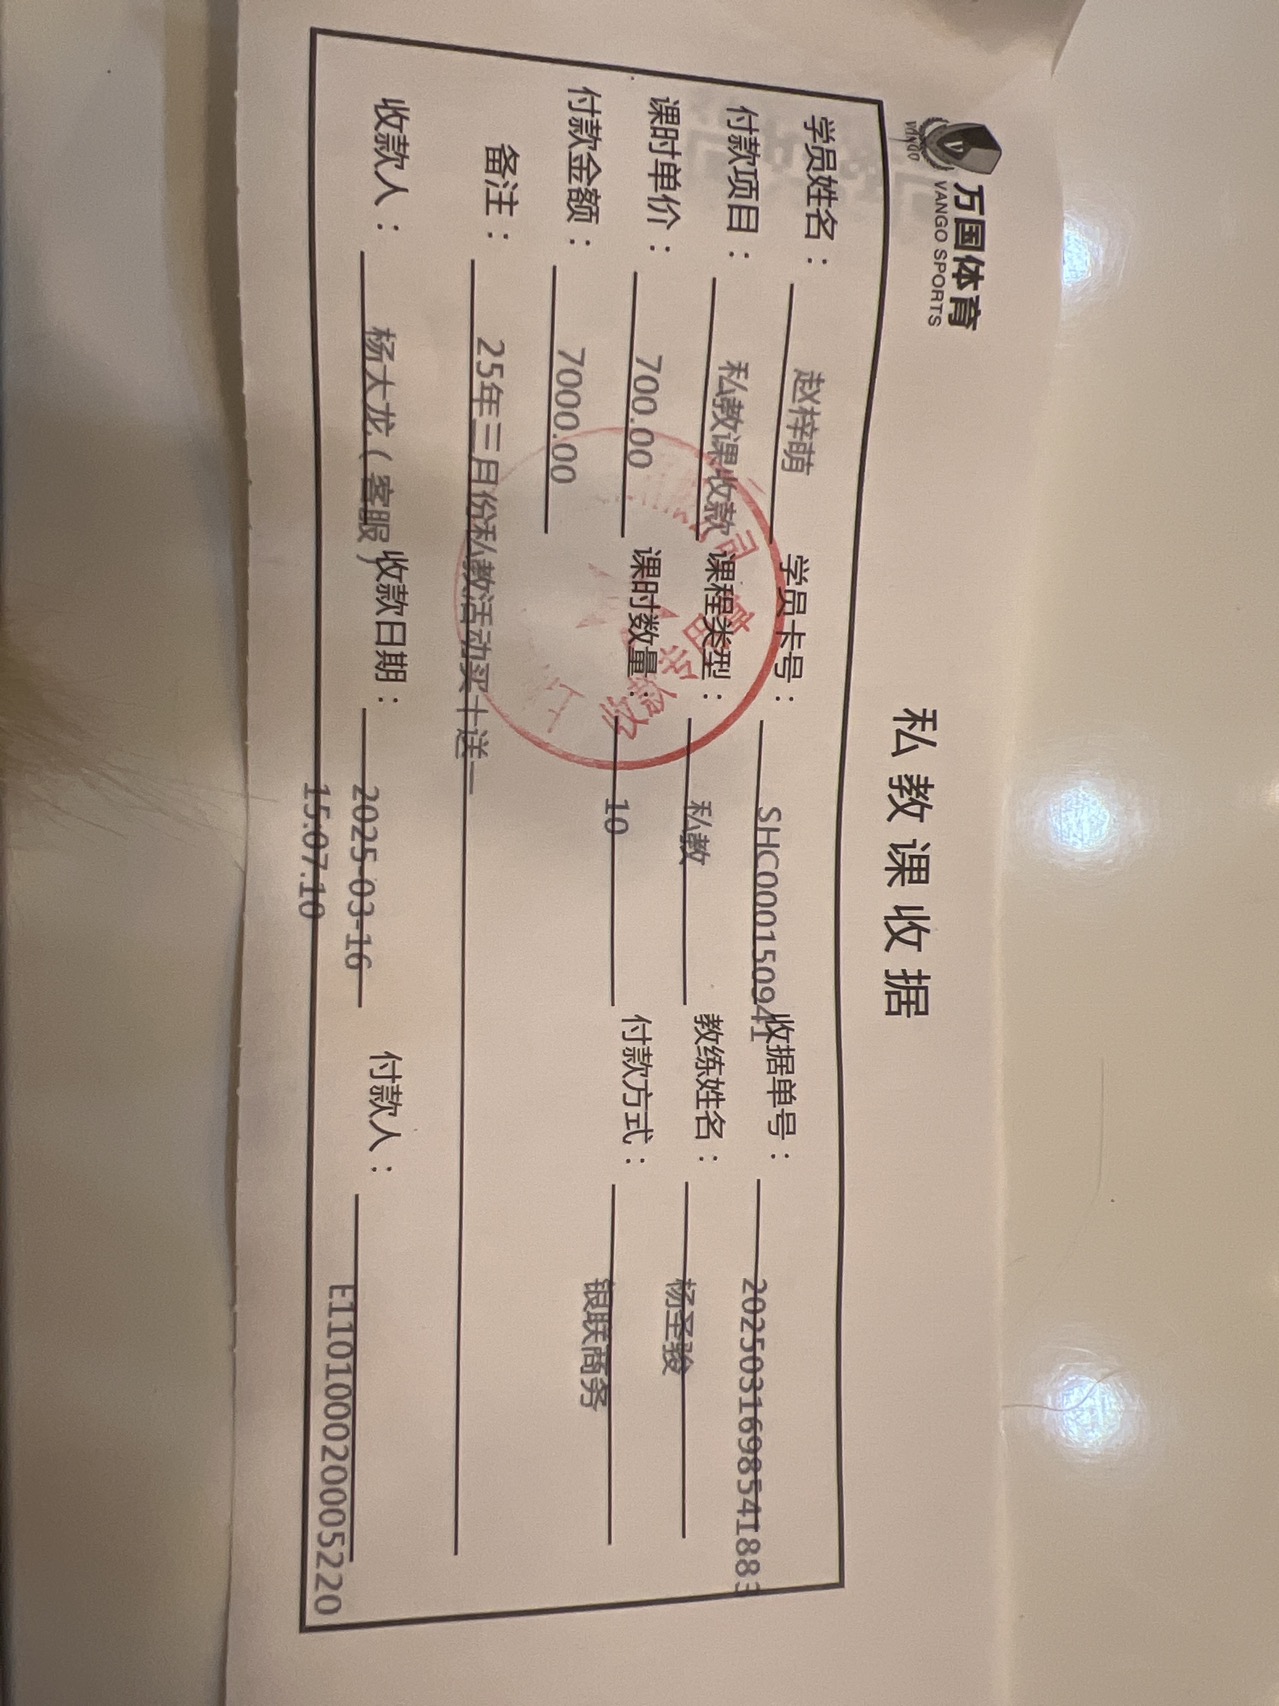 万国体育
VANGO SPORTS
VANGO
私教课收据
学员姓名： 赵梓萌 学员卡号： SHC000150941 收据单号： 2025031698541883
付款项目： 私教课收款 课程类型： 私教 教练姓名： 杨圣骏
课时单价： 700.00 课时数量： 10 付款方式： 银联商务
付款金额： 7000.00
备注： 25年三月份私教活动买十送一
收款人： 杨大龙（客服） 收款日期： 2025-03-16 付款人： E1101000200005220
15:07:10